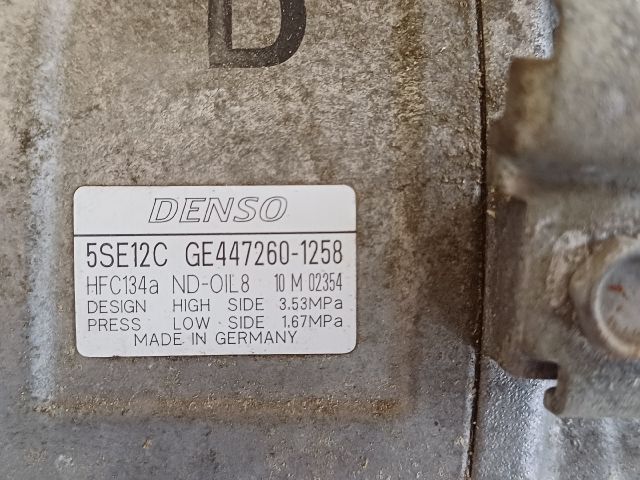 D
DENSO
5SE12C GE447260-1258
HFC134a ND-OIL8 10 M 02354
DESIGN HIGH SIDE 3.53MPa
PRESS LOW SIDE 1.67MPa
MADE IN GERMANY